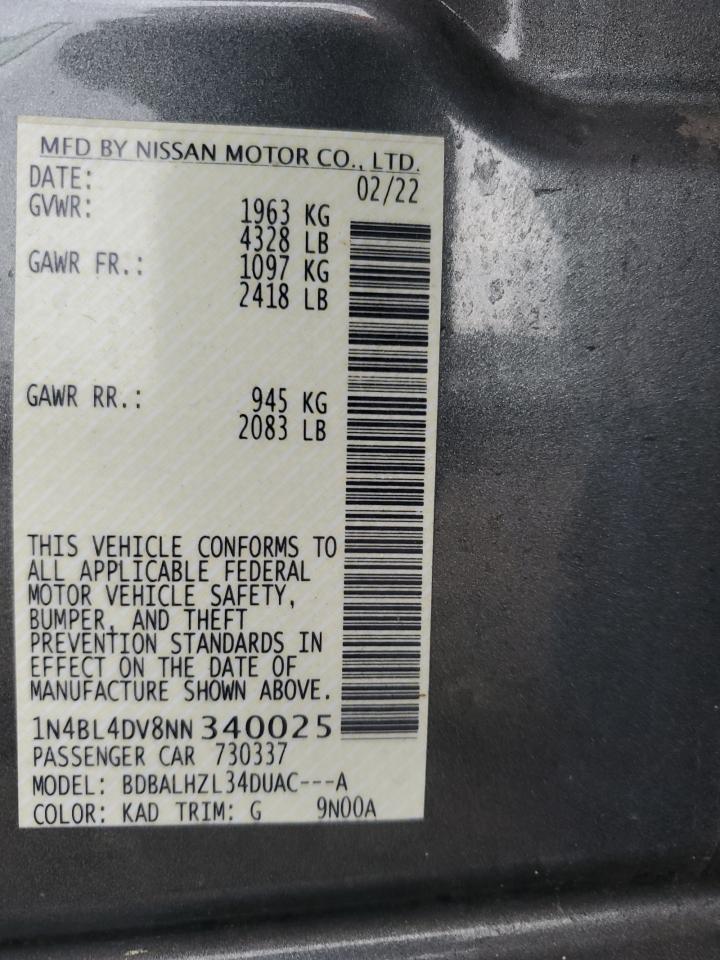 MFD BY NISSAN MOTOR CO., LTD.
DATE: 02/22
GVWR: 1963 KG
4328 LB
GAWR FR.: 1097 KG
2418 LB
GAWR RR.: 945 KG
2083 LB
THIS VEHICLE CONFORMS TO
ALL APPLICABLE FEDERAL
MOTOR VEHICLE SAFETY,
BUMPER, AND THEFT
PREVENTION STANDARDS IN
EFFECT ON THE DATE OF
MANUFACTURE SHOWN ABOVE.
1N4BL4DV8NN 340025
PASSENGER CAR 730337
MODEL: BDBALHZL34DUAC---A
COLOR: KAD TRIM: G 9N00A